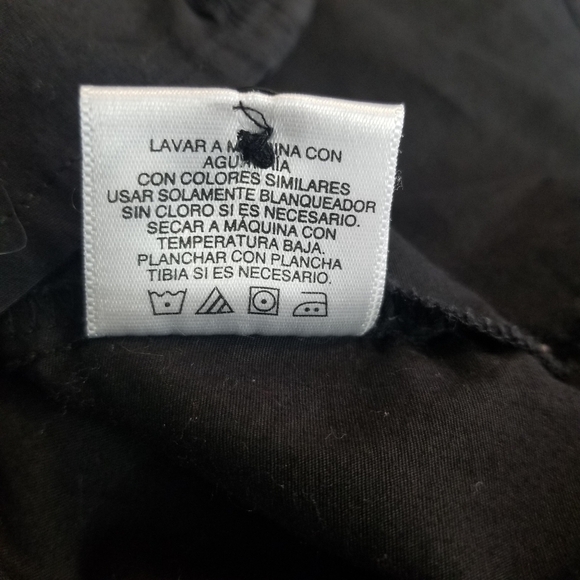 LAVAR A CON
CON COLORES SIMILARES
USAR SOLAMENTE BLANQUEADOR
SIN CLORO SI ES NECESARIO.
SECAR A MÁQUINA CON
TEMPERATURA BAJA.
PLANCHAR CON PLANCHA
TIBIA SI ES NECESARIO.